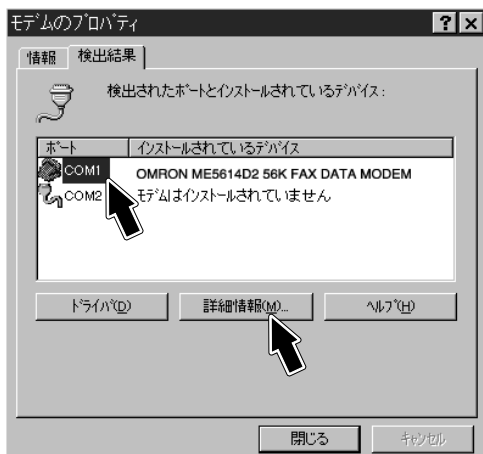 モデムのプロパティ
情報 検出結果
検出されたポートとインストールされているデバイス:
ポート インストールされているデバイス
COM1 OMRON ME5614D2 56K FAX DATA MODEM
COM2 モデムはインストールされていません
ドライバ(D) 詳細情報(M)... ヘルプ(H)
閉じる キャンセル